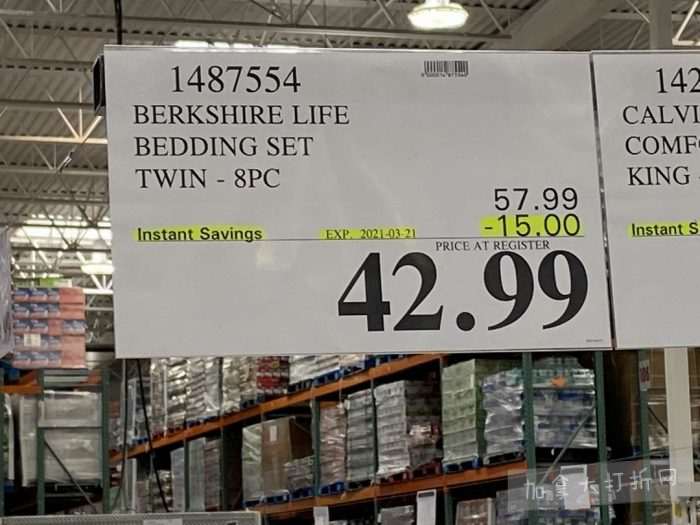 1487554
BERKSHIRE LIFE
BEDDING SET
TWIN - 8PC
57.99
Instant Savings EXP. 2021-03-21 -15.00
PRICE AT REGISTER
42.99
142
CALVI
COMF
KING -
Instant S
加拿大打折网